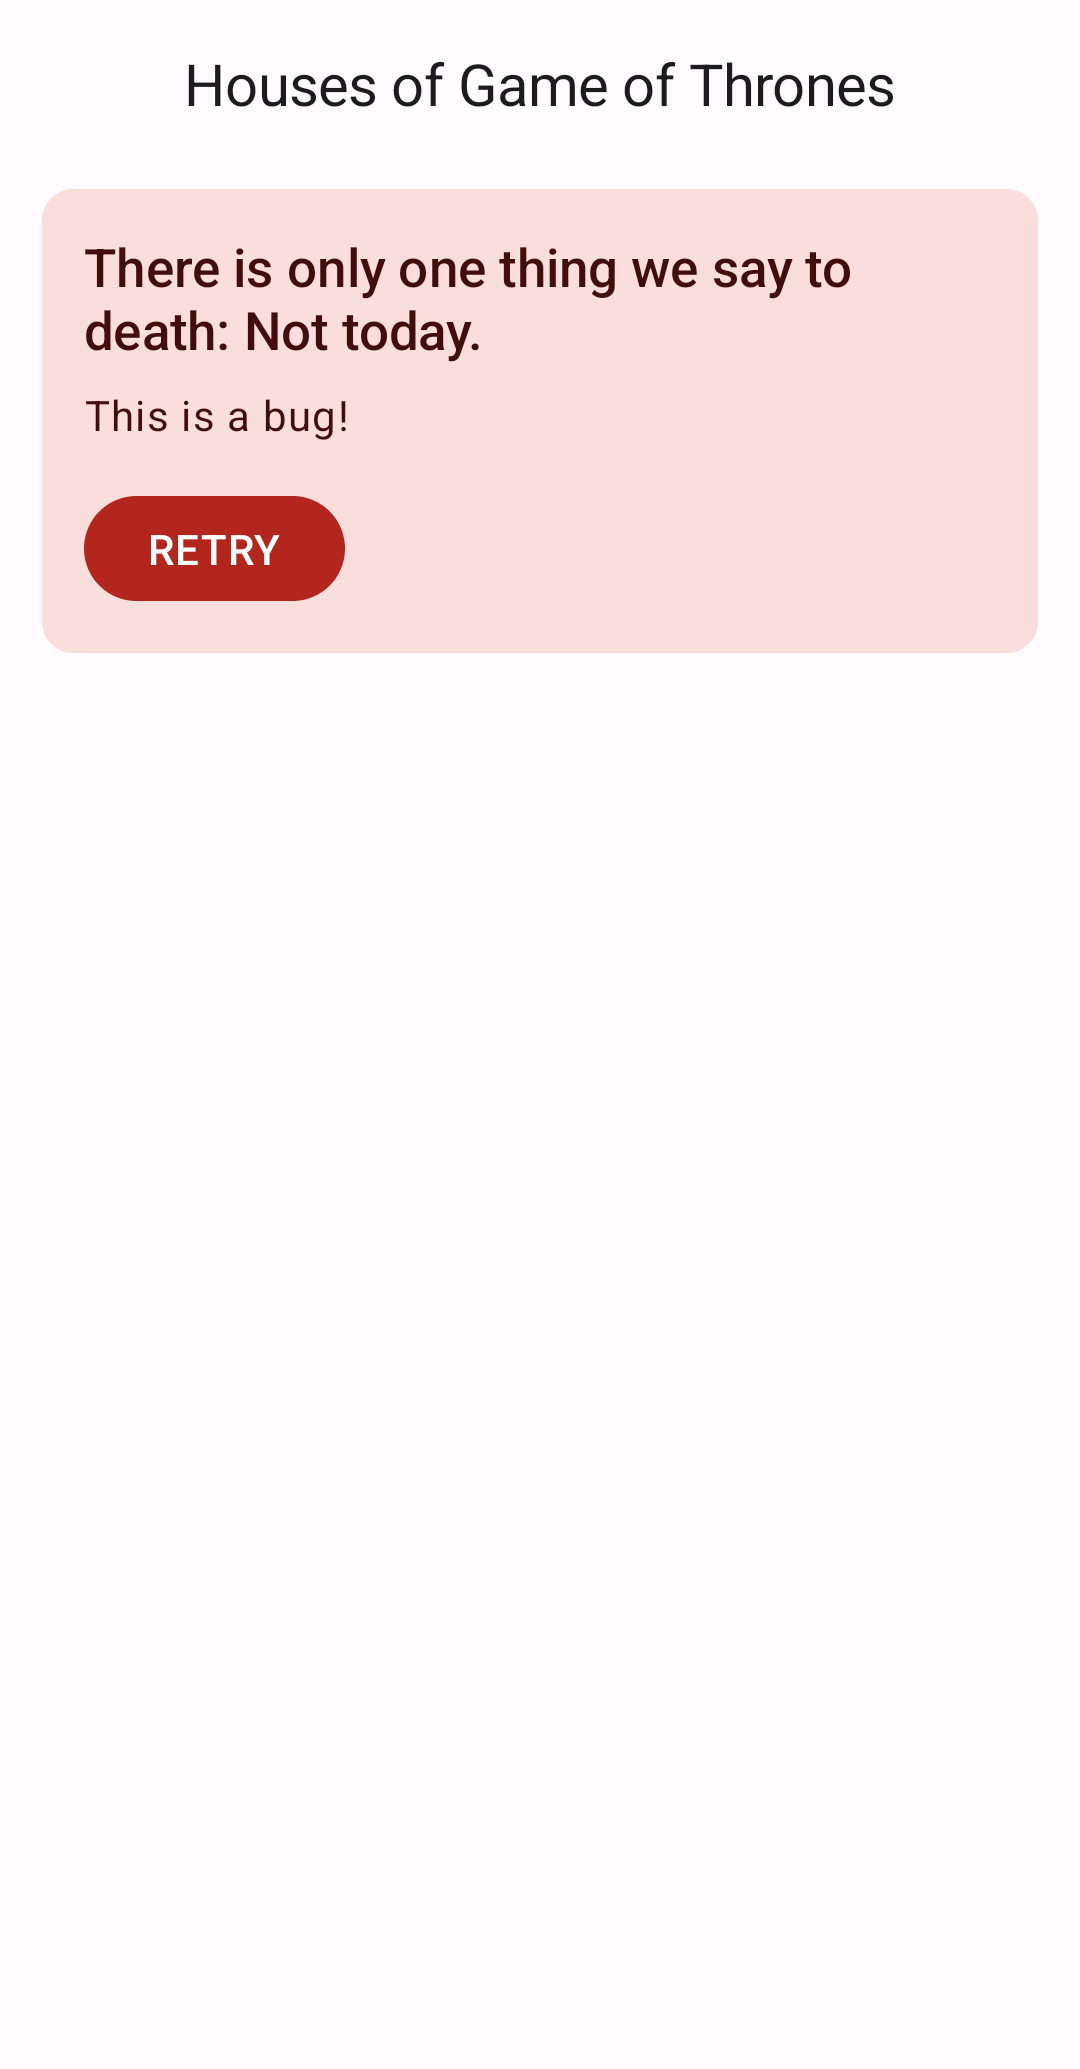 Houses of Game of Thrones
There is only one thing we say to
death: Not today.
This is a bug!
RETRY